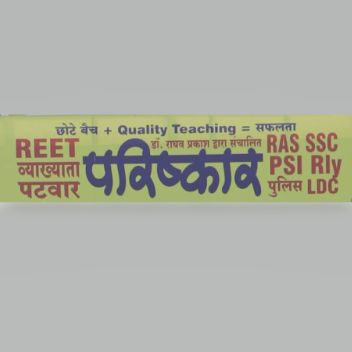 छोटे बैच + Quality Teaching = सफलता
डॉ. राघव प्रकाश द्वारा संचालित
REET
व्याख्याता
पटवार
परिष्कार
RAS SSC
PSI Rly
पुलिस LDC